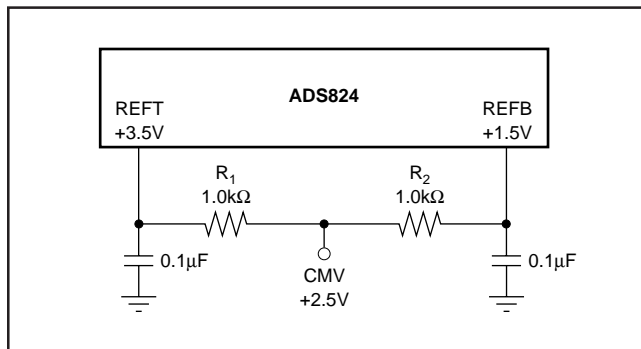 ADS824
REFT
+3.5V
REFB
+1.5V
R1
1.0kΩ
R2
1.0kΩ
0.1µF
CMV
+2.5V
0.1µF